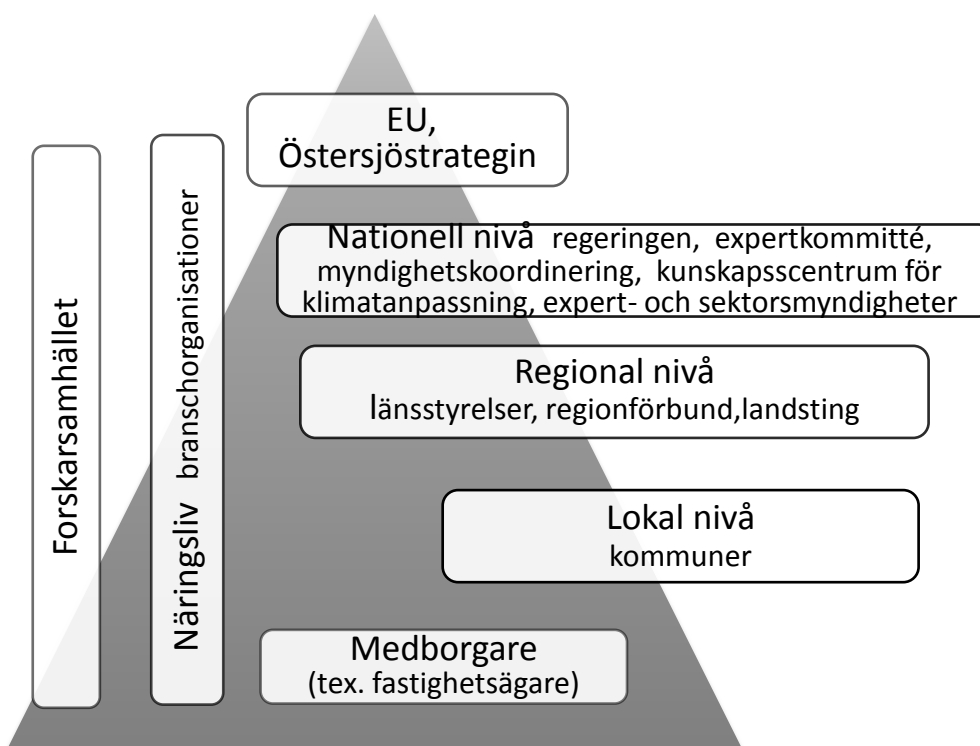 EU,
Östersjöstrategin
Nationell nivå regeringen, expertkommitté,
myndighetskoordinering, kunskapsscentrum för
klimatanpassning, expert- och sektorsmyndigheter
Regional nivå
länsstyrelser, regionförbund,landsting
Lokal nivå
kommuner
Medborgare
(tex. fastighetsägare)
Forskarsamhället
Näringsliv branschorganisationer